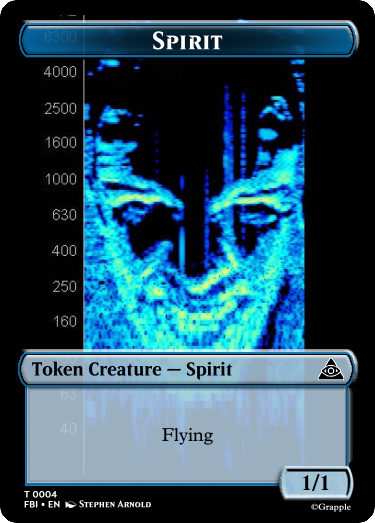 6300
SPIRIT
4000
2500
1600
1000
630
400
250
160
Token Creature — Spirit
63
40
Flying
1/1
T 0004
FBI • EN STEPHEN ARNOLD
©Grapple